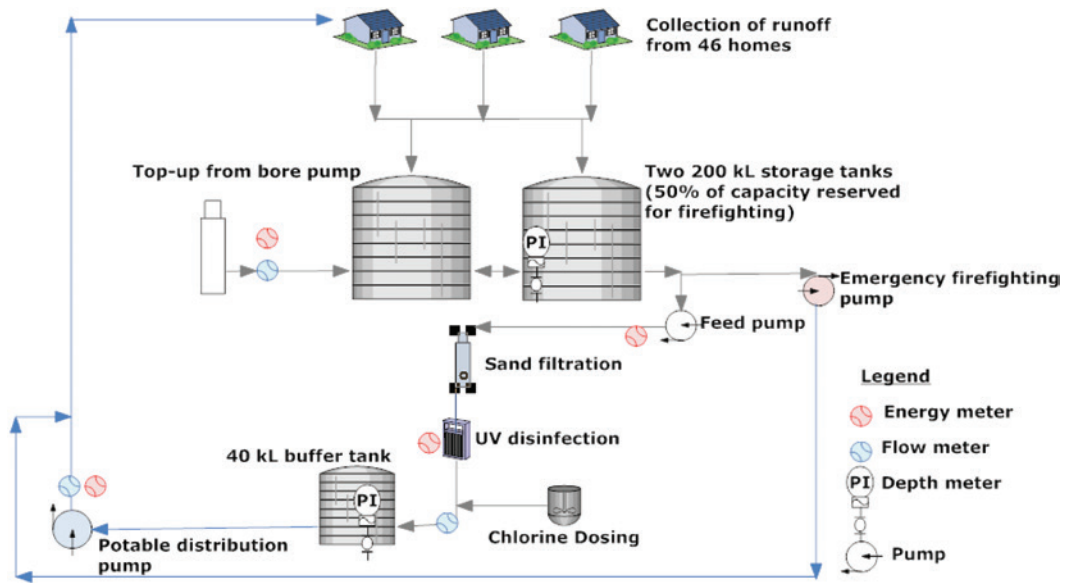 Collection of runoff
from 46 homes
Top-up from bore pump
Two 200 kL storage tanks
(50% of capacity reserved
for firefighting)
PI
Emergency firefighting
pump
Feed pump
Sand filtration
Legend
Energy meter
UV disinfection
Flow meter
40 kL buffer tank
PI
PI
Depth meter
Chlorine Dosing
Potable distribution
pump
Pump